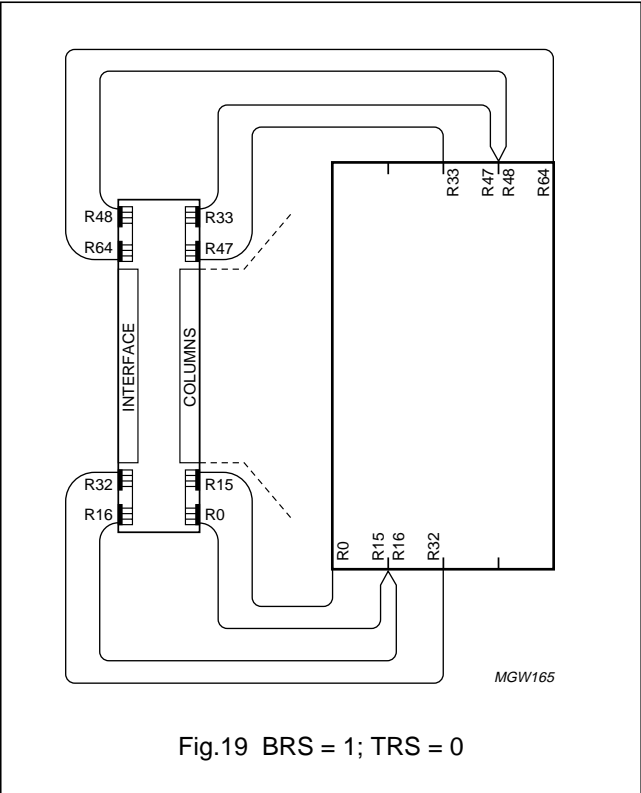 R33
R47
R48
R64
R48
R33
R64
R47
INTERFACE
COLUMNS
R32
R15
R16
R0
R0
R15
R16
R32
MGW165
Fig.19 BRS = 1; TRS = 0